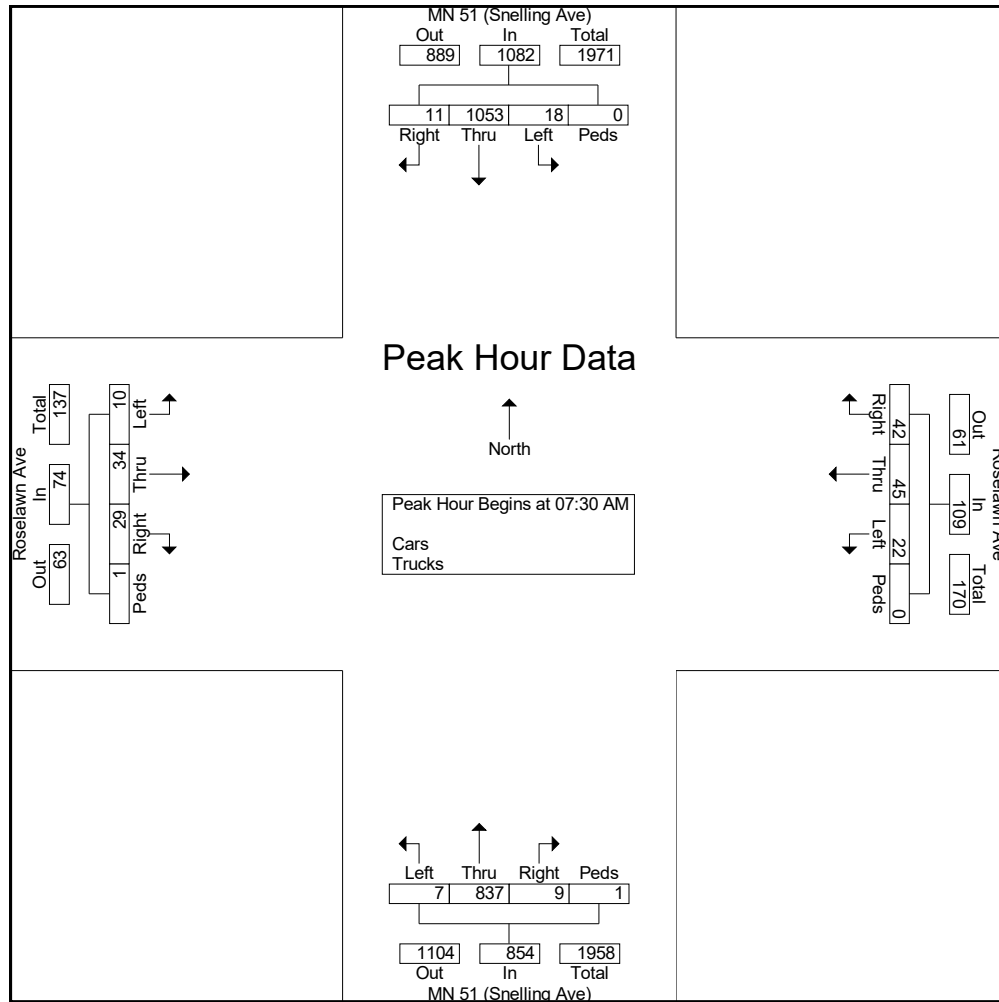 MN 51 (Snelling Ave)
Out In Total
889 1082 1971
11 1053 18 0
Right Thru Left Peds
Peak Hour Data
North
Peak Hour Begins at 07:30 AM
Cars
Trucks
Roselawn Ave
Out In Total
63 74 137
10 34 29 1
Left Thru Right Peds
Roselawn Ave
Out In Total
61 109 170
42 45 22 0
Right Thru Left Peds
Left Thru Right Peds
7 837 9 1
1104 854 1958
Out In Total
MN 51 (Snelling Ave)